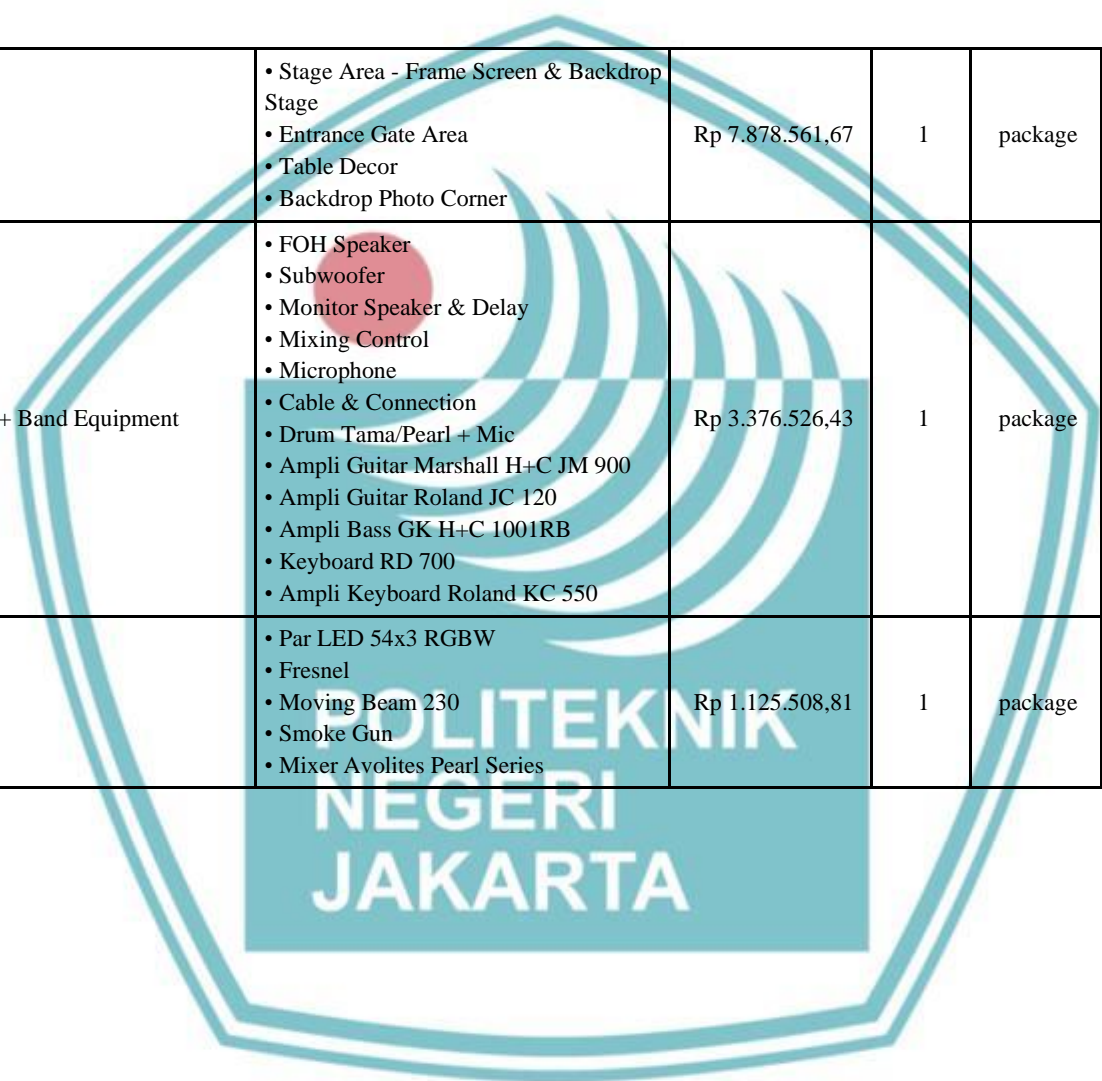 • Stage Area - Frame Screen & Backdrop
Stage
• Entrance Gate Area
• Table Decor
• Backdrop Photo Corner
Rp 7.878.561,67
1
package
+ Band Equipment
• FOH Speaker
• Subwoofer
• Monitor Speaker & Delay
• Mixing Control
• Microphone
• Cable & Connection
• Drum Tama/Pearl + Mic
• Ampli Guitar Marshall H+C JM 900
• Ampli Guitar Roland JC 120
• Ampli Bass GK H+C 1001RB
• Keyboard RD 700
• Ampli Keyboard Roland KC 550
Rp 3.376.526,43
1
package
• Par LED 54x3 RGBW
• Fresnel
• Moving Beam 230
• Smoke Gun
• Mixer Avolites Pearl Series
Rp 1.125.508,81
1
package
POLITEKNIK
NEGERI
JAKARTA